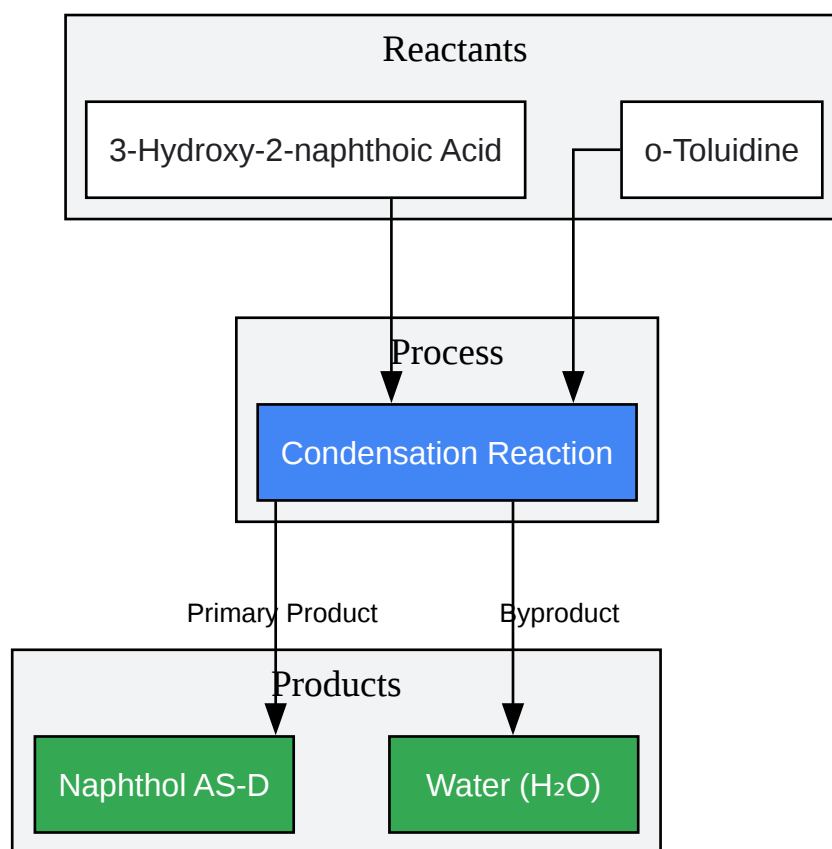 Reactants
3-Hydroxy-2-naphthoic Acid
o-Toluidine
Process
Condensation Reaction
Primary Product
Byproduct
Products
Naphthol AS-D
Water (H₂O)